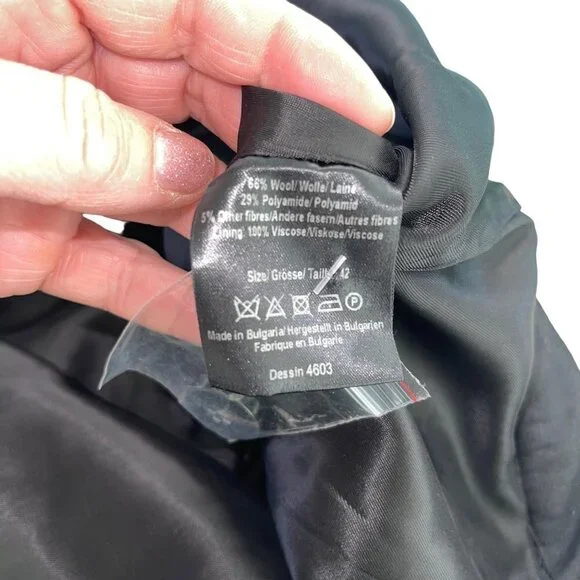 66% Wool/Wolle/Laine
29% Polyamide/Polyamid
5% Other fibres/Andere fasern/Autres fibres
Lining: 100% Viscose/Viskose/Viscose
Size/Grösse/Taille: 42
P
Made in Bulgaria/Hergestellt in Bulgarien
Fabrique en Bulgarie
Dessin 4603